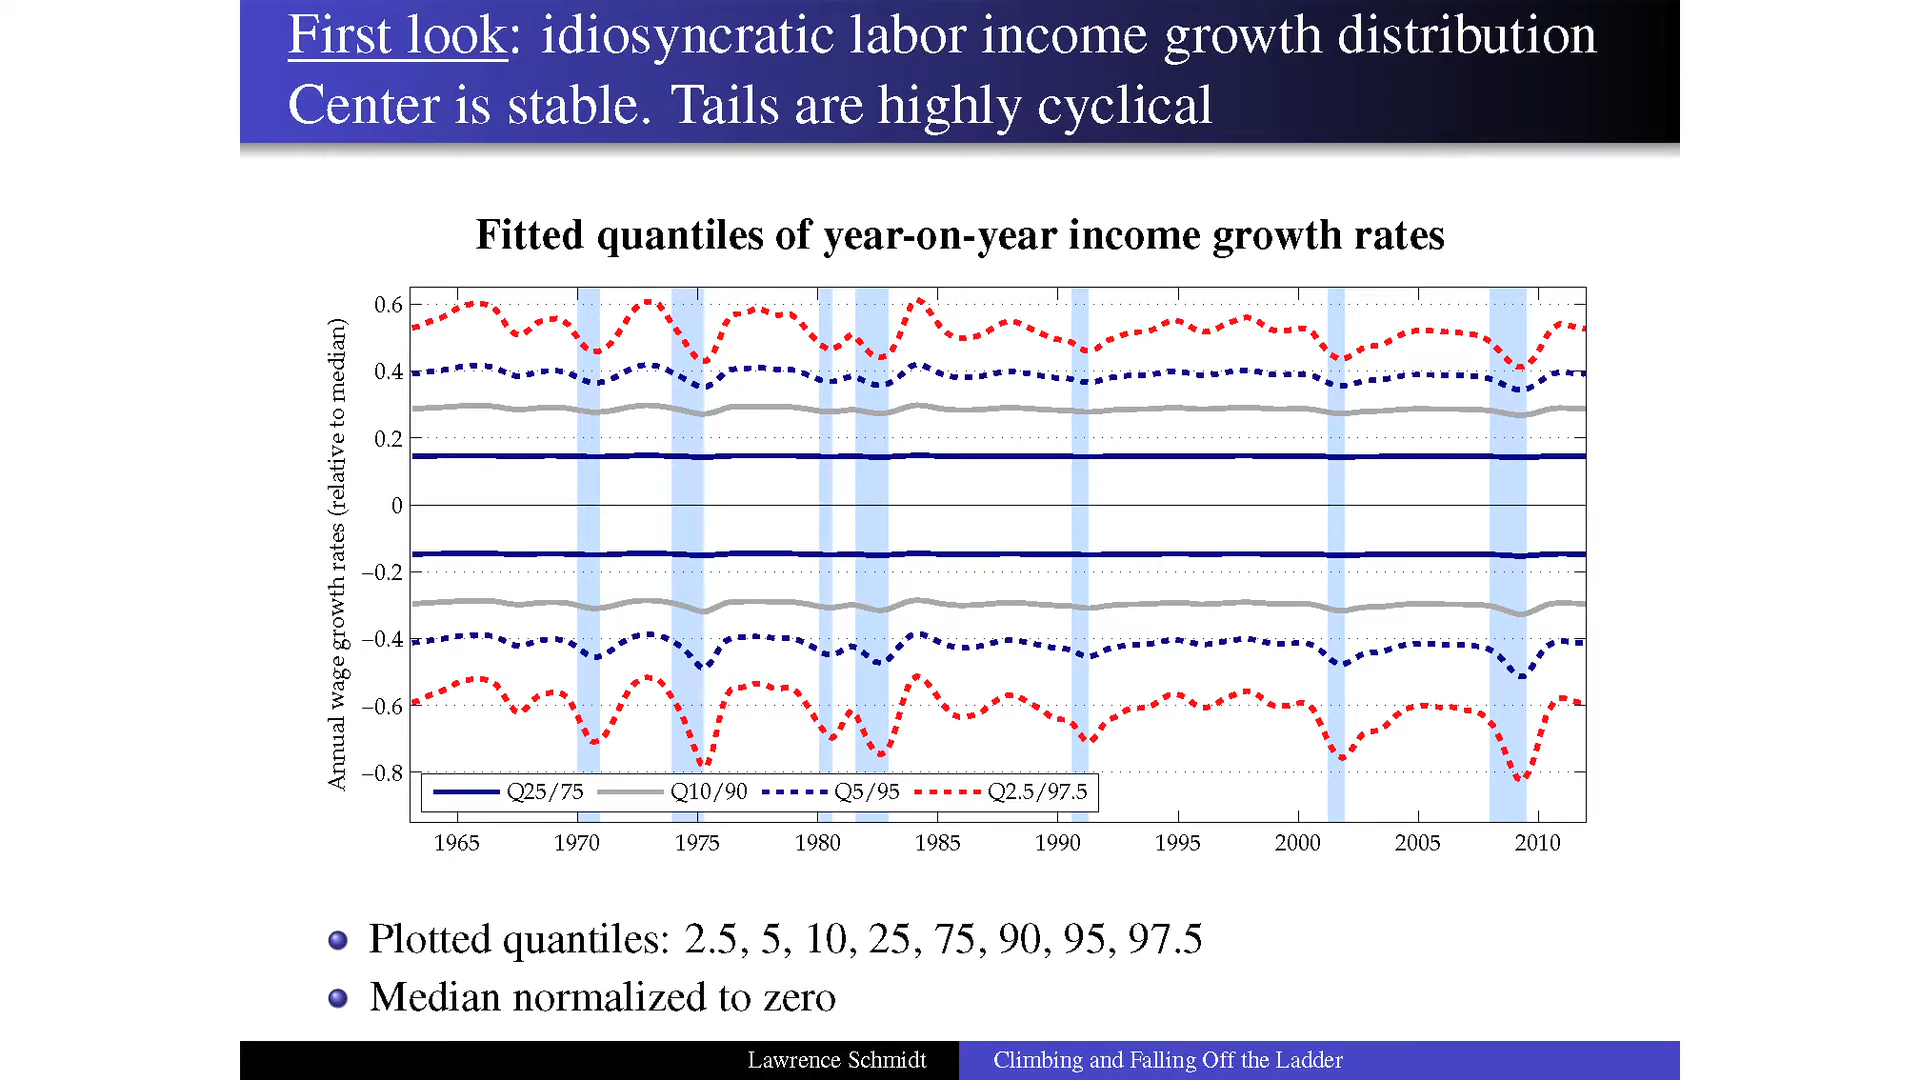 First look: idiosyncratic labor income growth distribution
Center is stable. Tails are highly cyclical
Fitted quantiles of year-on-year income growth rates
Annual wage growth rates (relative to median)
0.6
0.4
0.2
0
−0.2
−0.4
−0.6
−0.8
Q25/75 Q10/90 Q5/95 Q2.5/97.5
1965 1970 1975 1980 1985 1990 1995 2000 2005 2010
Plotted quantiles: 2.5, 5, 10, 25, 75, 90, 95, 97.5
Median normalized to zero
Lawrence Schmidt Climbing and Falling Off the Ladder